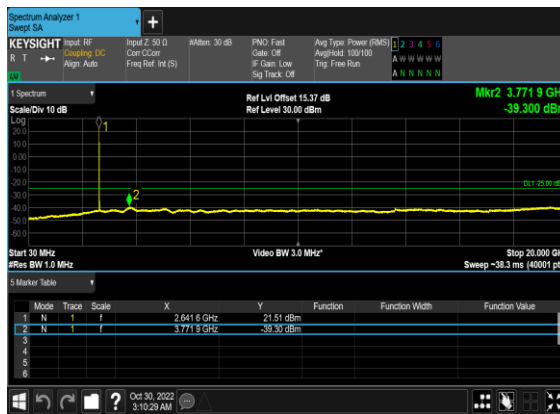 Spectrum Analyzer 1
Swept SA
KEYSIGHT Input: RF Input Z: 50 Ω #Atten: 30 dB PNO: Fast Avg Type: Power (RMS) 1 2 3 4 5 6
R T Coupling: DC Corr CCorr Gate: Off Avg|Hold: 100/100 A W W W W W
Align: Auto Freq Ref: Int (S) IF Gain: Low Trig: Free Run
Sig Track: Off A N N N N N
1 Spectrum Ref Lvl Offset 15.37 dB Mkr2 3.771 9 GHz
Scale/Div 10 dB Ref Level 30.00 dBm -39.300 dBm
Log
20.0 1
10.0
0.00
-10.0
-20.0 DL1 -25.00 dB
-30.0 2
-40.0
-50.0
-60.0
Start 30 MHz Video BW 3.0 MHz* Stop 20.000 GH
#Res BW 1.0 MHz Sweep ~38.3 ms (40001 pt
5 Marker Table
Mode Trace Scale X Y Function Function Width Function Value
1 N 1 f 2.641 6 GHz 21.51 dBm
2 N 1 f 3.771 9 GHz -39.30 dBm
3
4
5
6
? Oct 30, 2022
3:10:29 AM